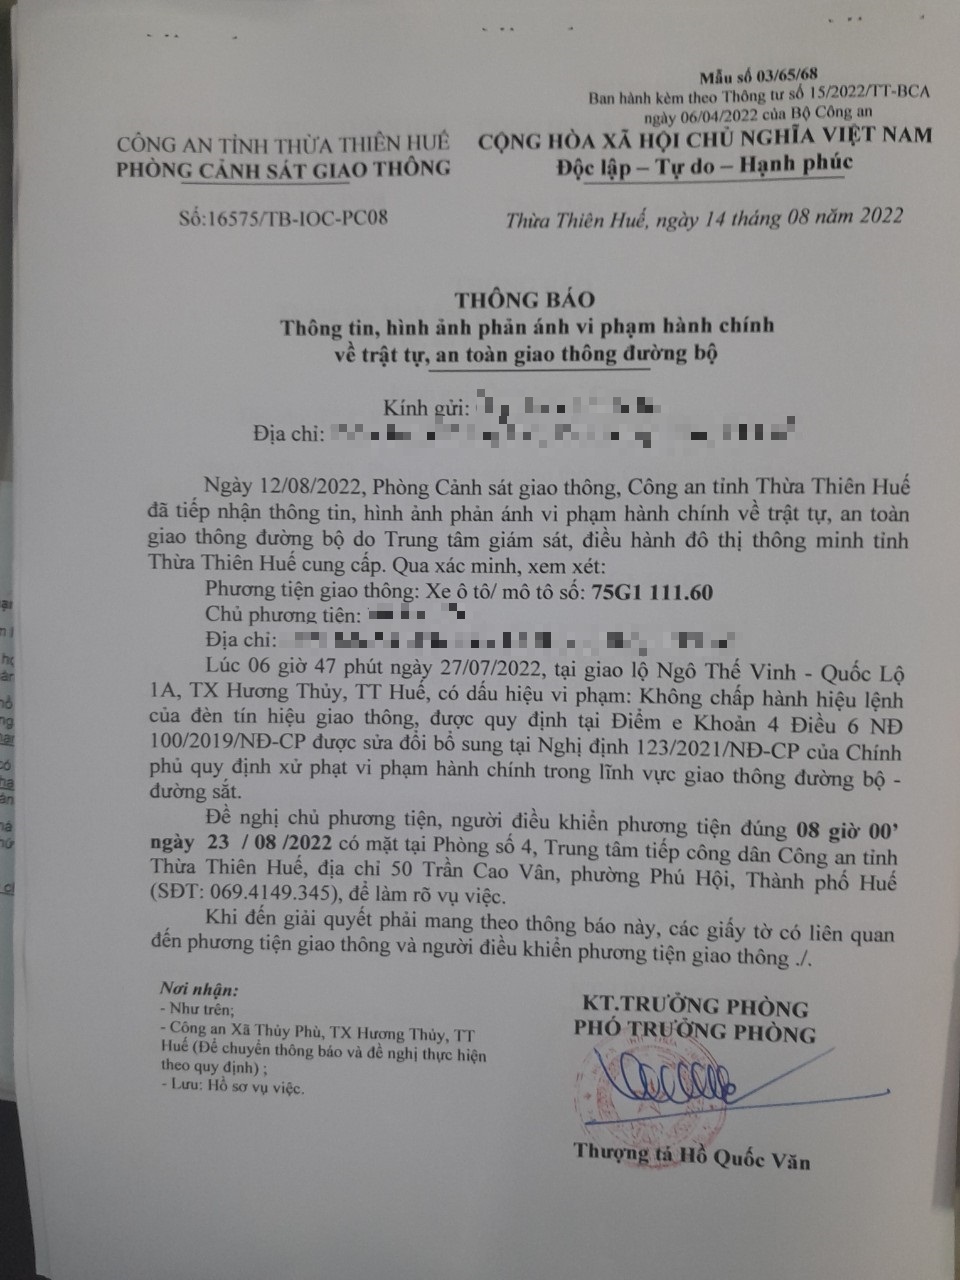 Mẫu số 03/65/68
Ban hành kèm theo Thông tư số 15/2022/TT-BCA
ngày 06/04/2022 của Bộ Công an
CÔNG AN TỈNH THỪA THIÊN HUẾ
PHÒNG CẢNH SÁT GIAO THÔNG
CỘNG HÒA XÃ HỘI CHỦ NGHĨA VIỆT NAM
Độc lập – Tự do – Hạnh phúc
Số:16575/TB-IOC-PC08
Thừa Thiên Huế, ngày 14 tháng 08 năm 2022
THÔNG BÁO
Thông tin, hình ảnh phản ánh vi phạm hành chính
về trật tự, an toàn giao thông đường bộ
Kính gửi:
Địa chỉ:
Ngày 12/08/2022, Phòng Cảnh sát giao thông, Công an tỉnh Thừa Thiên Huế
đã tiếp nhận thông tin, hình ảnh phản ánh vi phạm hành chính về trật tự, an toàn
giao thông đường bộ do Trung tâm giám sát, điều hành đô thị thông minh tỉnh
Thừa Thiên Huế cung cấp. Qua xác minh, xem xét:
Phương tiện giao thông: Xe ô tô/ mô tô số: 75G1 111.60
Chủ phương tiên:
Địa chỉ:
Lúc 06 giờ 47 phút ngày 27/07/2022, tại giao lộ Ngô Thế Vinh - Quốc Lộ
1A, TX Hương Thủy, TT Huế, có dấu hiệu vi phạm: Không chấp hành hiệu lệnh
của đèn tín hiệu giao thông, được quy định tại Điểm e Khoản 4 Điều 6 NĐ
100/2019/NĐ-CP được sửa đổi bổ sung tại Nghị định 123/2021/NĐ-CP của Chính
phủ quy định xử phạt vi phạm hành chính trong lĩnh vực giao thông đường bộ -
đường sắt.
Đề nghị chủ phương tiện, người điều khiển phương tiện đúng 08 giờ 00’
ngày 23 / 08 /2022 có mặt tại Phòng số 4, Trung tâm tiếp công dân Công an tỉnh
Thừa Thiên Huế, địa chỉ 50 Trần Cao Vân, phường Phú Hội, Thành phố Huế
(SĐT: 069.4149.345), để làm rõ vụ việc.
Khi đến giải quyết phải mang theo thông báo này, các giấy tờ có liên quan
đến phương tiện giao thông và người điều khiển phương tiện giao thông ./.
Nơi nhận:
- Như trên;
- Công an Xã Thủy Phù, TX Hương Thủy, TT
Huế (Để chuyển thông báo và đề nghị thực hiện
theo quy định) ;
- Lưu: Hồ sơ vụ việc.
KT.TRƯỞNG PHÒNG
PHÓ TRƯỞNG PHÒNG
Thượng tá Hồ Quốc Văn